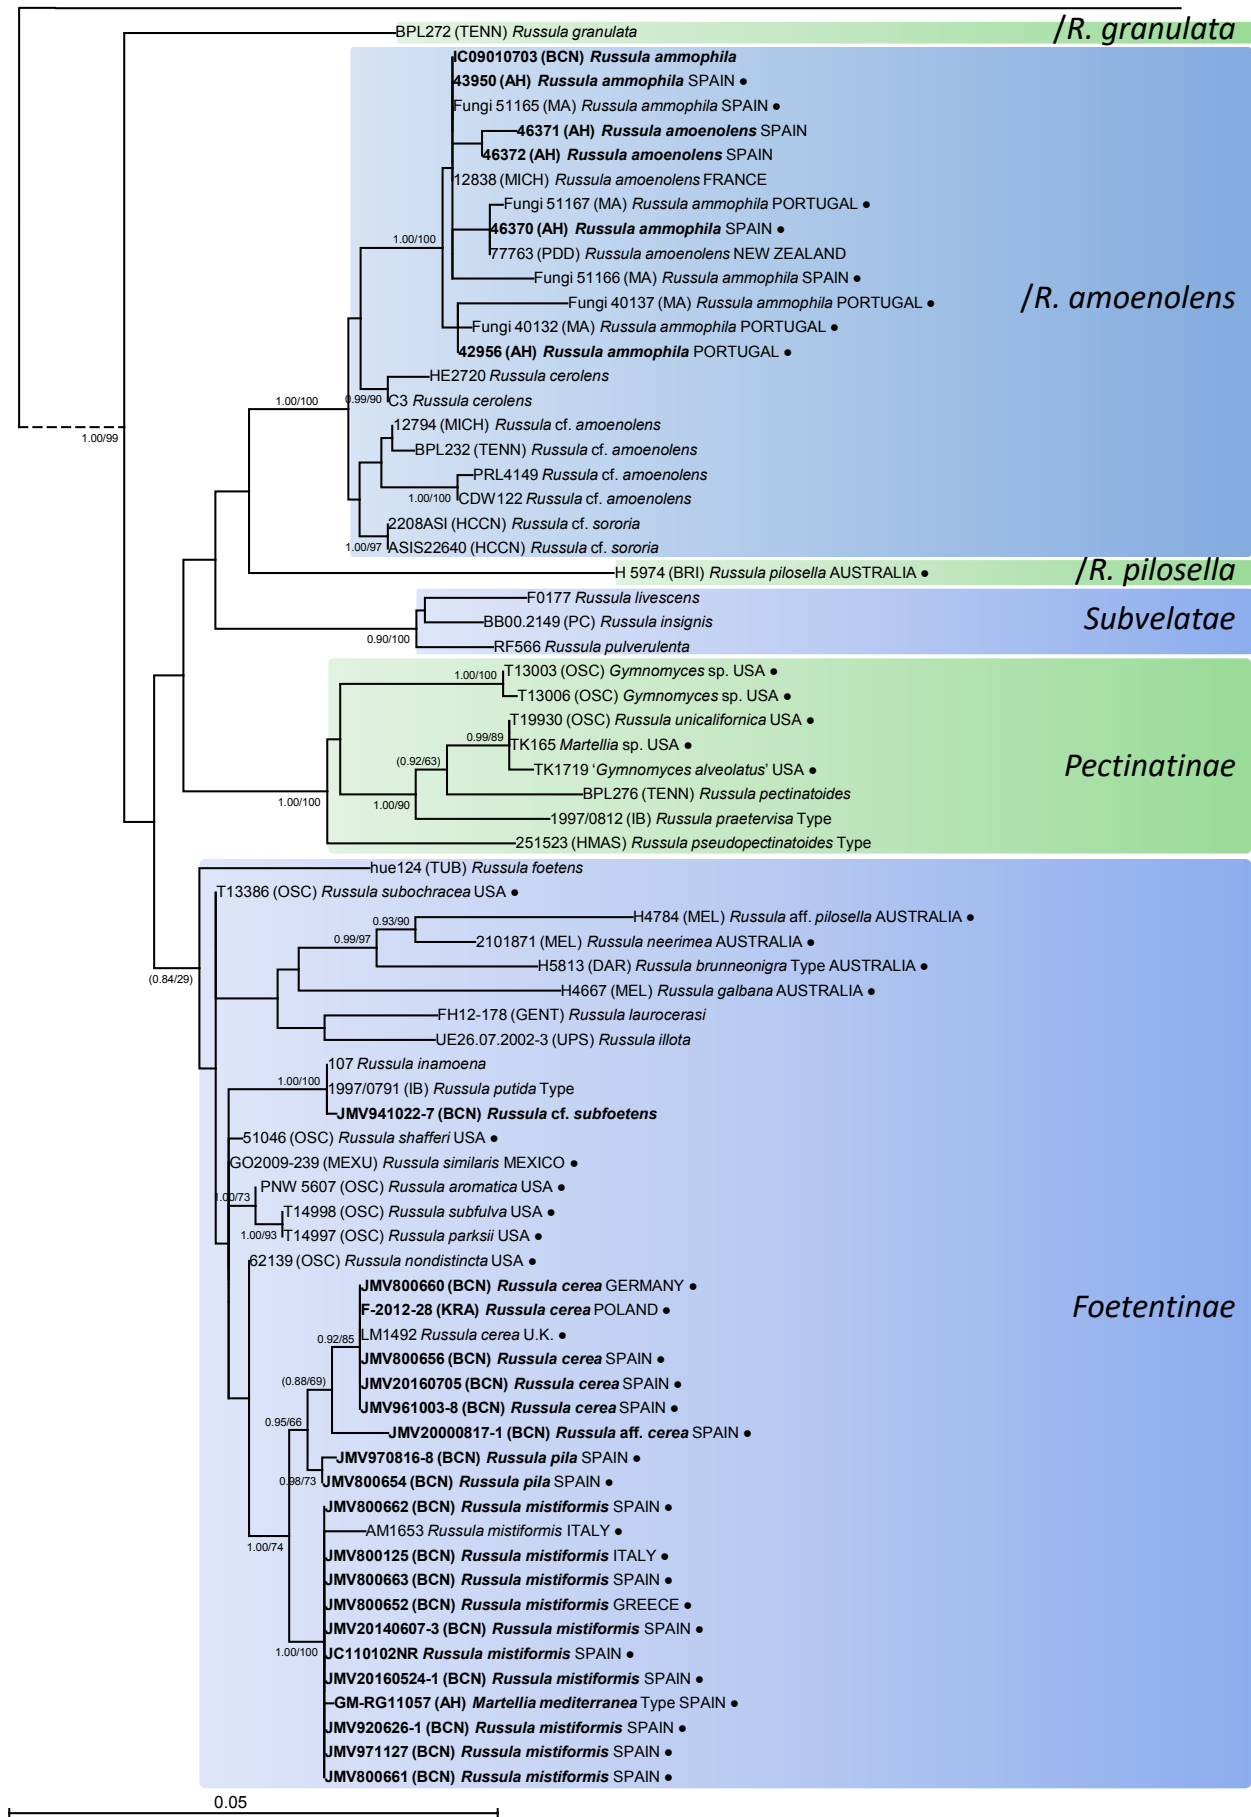 BPL272 (TENN) Russula granulata
/R. granulata
IC09010703 (BCN) Russula ammophila
43950 (AH) Russula ammophila SPAIN ●
Fungi 51165 (MA) Russula ammophila SPAIN ●
46371 (AH) Russula amoenolens SPAIN
46372 (AH) Russula amoenolens SPAIN
12838 (MICH) Russula amoenolens FRANCE
Fungi 51167 (MA) Russula ammophila PORTUGAL ●
46370 (AH) Russula ammophila SPAIN ●
1.00/100
77763 (PDD) Russula amoenolens NEW ZEALAND
Fungi 51166 (MA) Russula ammophila SPAIN ●
/R. amoenolens
Fungi 40137 (MA) Russula ammophila PORTUGAL ●
Fungi 40132 (MA) Russula ammophila PORTUGAL ●
42956 (AH) Russula ammophila PORTUGAL ●
HE2720 Russula cerolens
0.99/90
C3 Russula cerolens
1.00/100
12794 (MICH) Russula cf. amoenolens
1.00/99
BPL232 (TENN) Russula cf. amoenolens
PRL4149 Russula cf. amoenolens
1.00/100
CDW122 Russula cf. amoenolens
2208ASI (HCCN) Russula cf. sororia
1.00/97
ASIS22640 (HCCN) Russula cf. sororia
H 5974 (BRI) Russula pilosella AUSTRALIA ●
/R. pilosella
F0177 Russula livescens
BB00.2149 (PC) Russula insignis
Subvelatae
0.90/100
RF566 Russula pulverulenta
1.00/100
T13003 (OSC) Gymnomyces sp. USA ●
T13006 (OSC) Gymnomyces sp. USA ●
T19930 (OSC) Russula unicalifornica USA ●
0.99/89
TK165 Martellia sp. USA ●
(0.92/63)
TK1719 ‘Gymnomyces alveolatus’ USA ●
Pectinatinae
BPL276 (TENN) Russula pectinatoides
1.00/100
1.00/90
1997/0812 (IB) Russula praetervisa Type
251523 (HMAS) Russula pseudopectinatoides Type
hue124 (TUB) Russula foetens
T13386 (OSC) Russula subochracea USA ●
0.93/90
H4784 (MEL) Russula aff. pilosella AUSTRALIA ●
0.99/97
2101871 (MEL) Russula neerimea AUSTRALIA ●
H5813 (DAR) Russula brunneonigra Type AUSTRALIA ●
(0.84/29)
H4667 (MEL) Russula galbana AUSTRALIA ●
FH12-178 (GENT) Russula laurocerasi
UE26.07.2002-3 (UPS) Russula illota
107 Russula inamoena
1.00/100
1997/0791 (IB) Russula putida Type
JMV941022-7 (BCN) Russula cf. subfoetens
51046 (OSC) Russula shafferi USA ●
GO2009-239 (MEXU) Russula similaris MEXICO ●
PNW 5607 (OSC) Russula aromatica USA ●
1.00/73
T14998 (OSC) Russula subfulva USA ●
1.00/93
T14997 (OSC) Russula parksii USA ●
62139 (OSC) Russula nondistincta USA ●
JMV800660 (BCN) Russula cerea GERMANY ●
F-2012-28 (KRA) Russula cerea POLAND ●
Foetentinae
0.92/85
LM1492 Russula cerea U.K. ●
JMV800656 (BCN) Russula cerea SPAIN ●
(0.88/69)
JMV20160705 (BCN) Russula cerea SPAIN ●
JMV961003-8 (BCN) Russula cerea SPAIN ●
0.95/66
JMV20000817-1 (BCN) Russula aff. cerea SPAIN ●
JMV970816-8 (BCN) Russula pila SPAIN ●
0.98/73
JMV800654 (BCN) Russula pila SPAIN ●
JMV800662 (BCN) Russula mistiformis SPAIN ●
AM1653 Russula mistiformis ITALY ●
1.00/74
JMV800125 (BCN) Russula mistiformis ITALY ●
JMV800663 (BCN) Russula mistiformis SPAIN ●
JMV800652 (BCN) Russula mistiformis GREECE ●
JMV20140607-3 (BCN) Russula mistiformis SPAIN ●
1.00/100
JC110102NR Russula mistiformis SPAIN ●
JMV20160524-1 (BCN) Russula mistiformis SPAIN ●
GM-RG11057 (AH) Martellia mediterranea Type SPAIN ●
JMV920626-1 (BCN) Russula mistiformis SPAIN ●
JMV971127 (BCN) Russula mistiformis SPAIN ●
JMV800661 (BCN) Russula mistiformis SPAIN ●
0.05